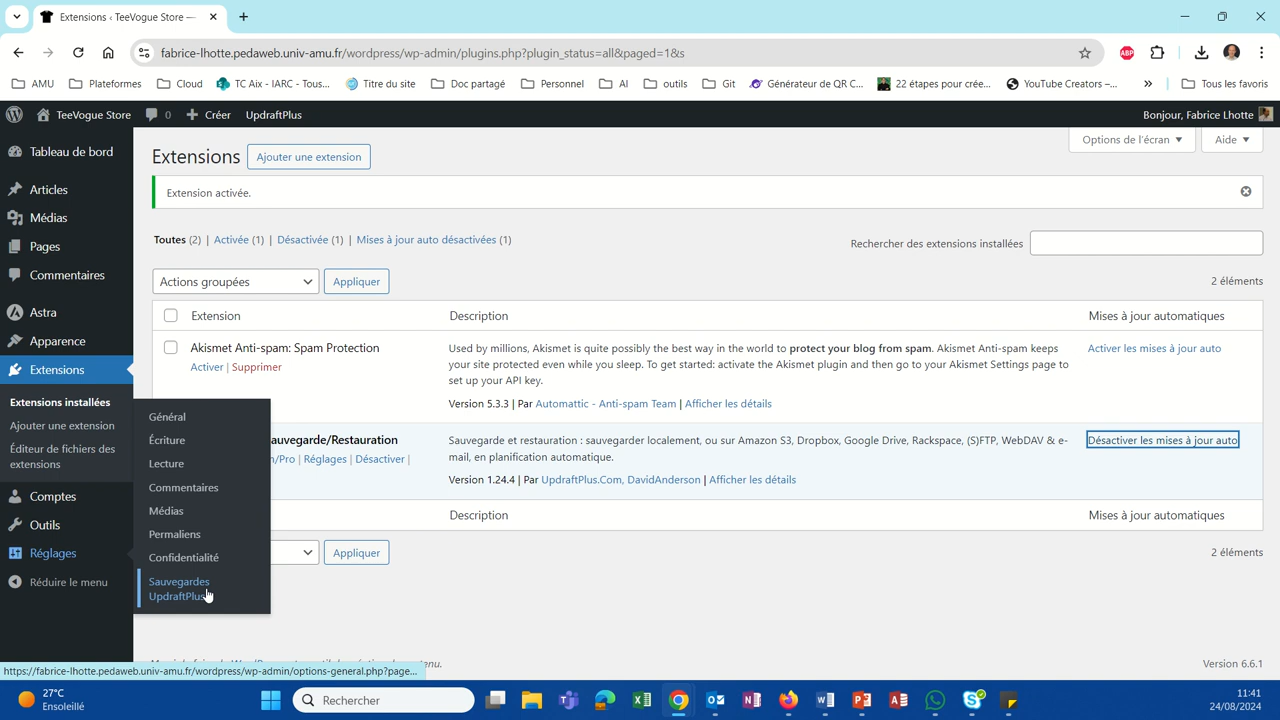 Extensions ‹ TeeVogue Store —
fabrice-lhotte.pedaweb.univ-amu.fr/wordpress/wp-admin/plugins.php?plugin_status=all&paged=1&s
AMU
Plateformes
Cloud
TC Aix - IARC - Tous...
Titre du site
Doc partagé
Personnel
AI
outils
Git
Générateur de QR C...
22 étapes pour crée...
YouTube Creators –...
»
Tous les favoris
TeeVogue Store
0
Créer
UpdraftPlus
Bonjour, Fabrice Lhotte
Tableau de bord
Articles
Médias
Pages
Commentaires
Astra
Apparence
Extensions
Extensions installées
Ajouter une extension
Éditeur de fichiers des
extensions
Comptes
Outils
Réglages
Réduire le menu
Général
Écriture
Lecture
Commentaires
Médias
Permaliens
Confidentialité
Sauvegardes
UpdraftPlus
Options de l'écran
Aide
Extensions
Ajouter une extension
Extension activée.
Toutes (2) | Activée (1) | Désactivée (1) | Mises à jour auto désactivées (1)
Rechercher des extensions installées
Actions groupées
Appliquer
2 éléments
Extension
Description
Mises à jour automatiques
Akismet Anti-spam: Spam Protection
Activer | Supprimer
Used by millions, Akismet is quite possibly the best way in the world to protect your blog from spam. Akismet Anti-spam keeps
your site protected even while you sleep. To get started: activate the Akismet plugin and then go to your Akismet Settings page to
set up your API key.
Version 5.3.3 | Par Automattic - Anti-spam Team | Afficher les détails
Activer les mises à jour auto
auvegarde/Restauration
n/Pro | Réglages | Désactiver |
Sauvegarde et restauration : sauvegarder localement, ou sur Amazon S3, Dropbox, Google Drive, Rackspace, (S)FTP, WebDAV & e-
mail, en planification automatique.
Version 1.24.4 | Par UpdraftPlus.Com, DavidAnderson | Afficher les détails
Désactiver les mises à jour auto
Description
Mises à jour automatiques
Appliquer
2 éléments
Version 6.6.1
https://fabrice-lhotte.pedaweb.univ-amu.fr/wordpress/wp-admin/options-general.php?page...
27°C
Ensoleillé
Rechercher
11:41
24/08/2024